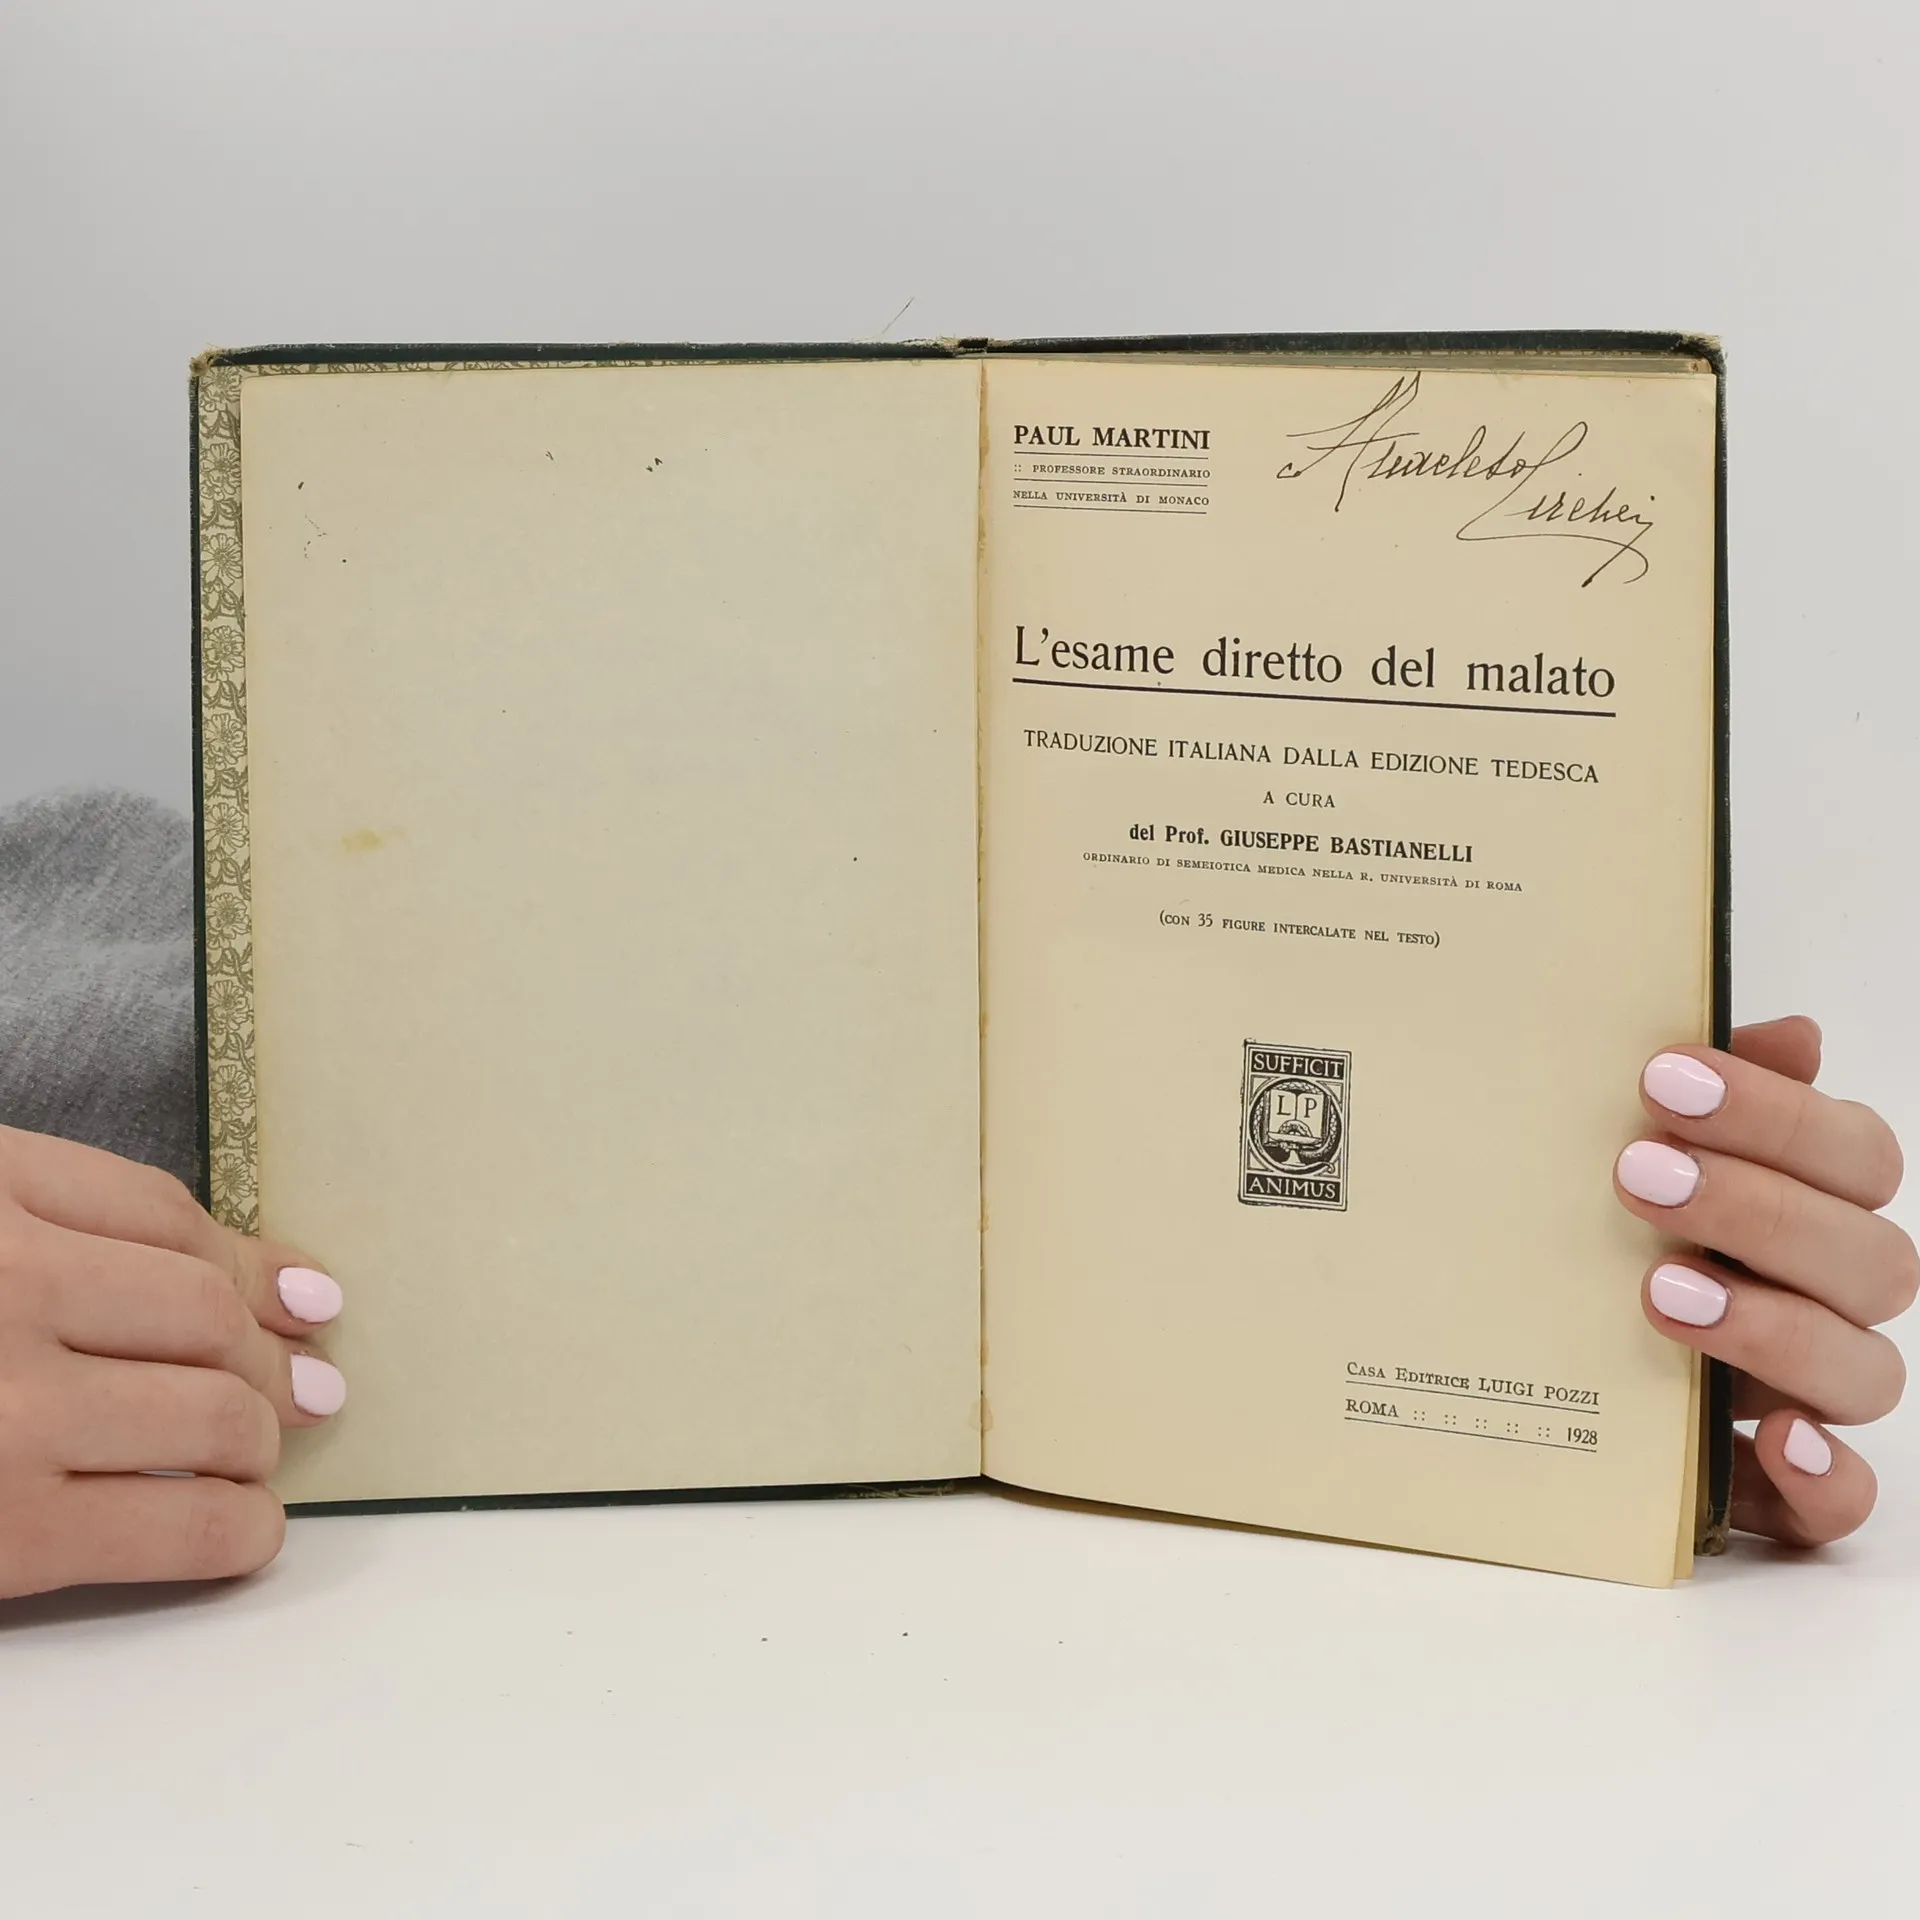 PAUL MARTINI
:: PROFESSORE STRAORDINARIO
NELLA UNIVERSITÀ DI MONACO
L'esame diretto del malato
TRADUZIONE ITALIANA DALLA EDIZIONE TEDESCA
A CURA
del Prof. GIUSEPPE BASTIANELLI
ORDINARIO DI SEMEIOTICA MEDICA NELLA R. UNIVERSITÀ DI ROMA
(CON 35 FIGURE INTERCALATE NEL TESTO)
SUFFICIT
L P
ANIMUS
CASA EDITRICE LUIGI POZZI
ROMA :: :: :: :: :: 1928